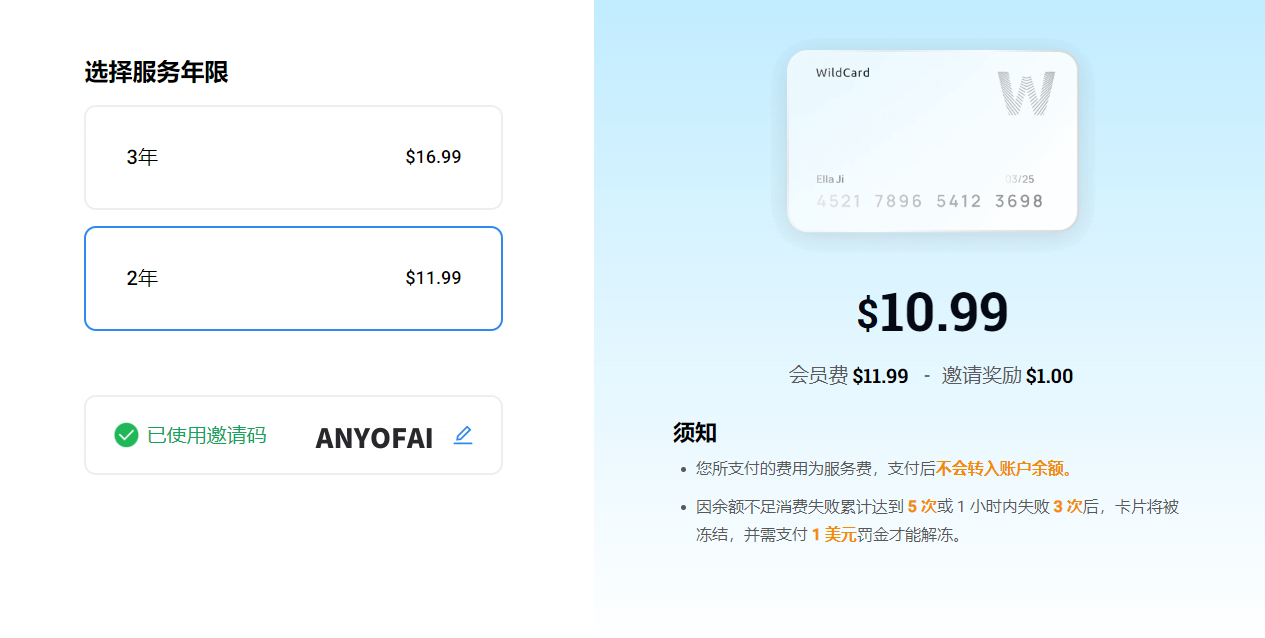 选择服务年限
3年 $16.99
2年 $11.99
已使用邀请码 ANYOFAI
WildCard
W
Ella Ji 03/25
4521 7896 5412 3698
$10.99
会员费 $11.99 - 邀请奖励 $1.00
须知
您所支付的费用为服务费，支付后不会转入账户余额。
因余额不足消费失败累计达到 5 次或 1 小时内失败 3 次后，卡片将被
冻结，并需支付 1 美元罚金才能解冻。